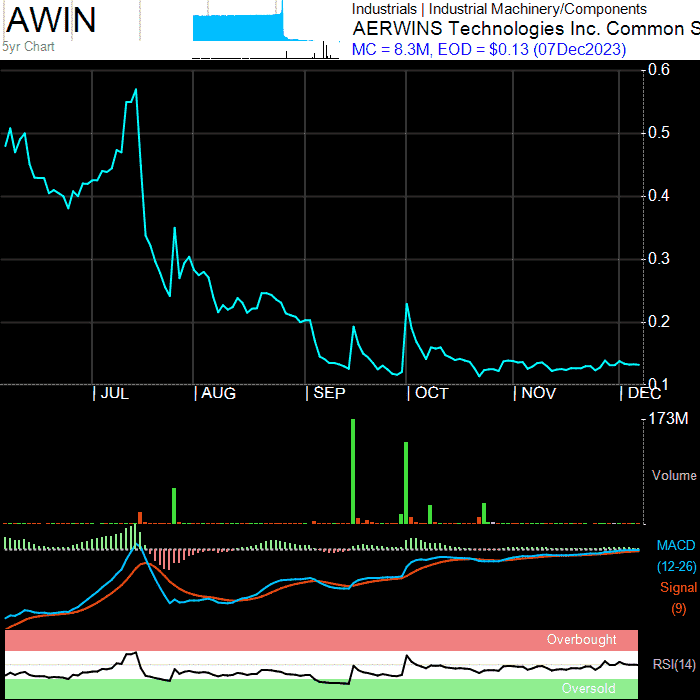 AWIN
5yr Chart
Industrials | Industrial Machinery/Components
AERWINS Technologies Inc. Common S
MC = 8.3M, EOD = $0.13 (07Dec2023)
0.6
0.5
0.4
0.3
0.2
0.1
JUL
AUG
SEP
OCT
NOV
DEC
173M
Volume
MACD
(12-26)
Signal
(9)
Overbought
RSI(14)
Oversold